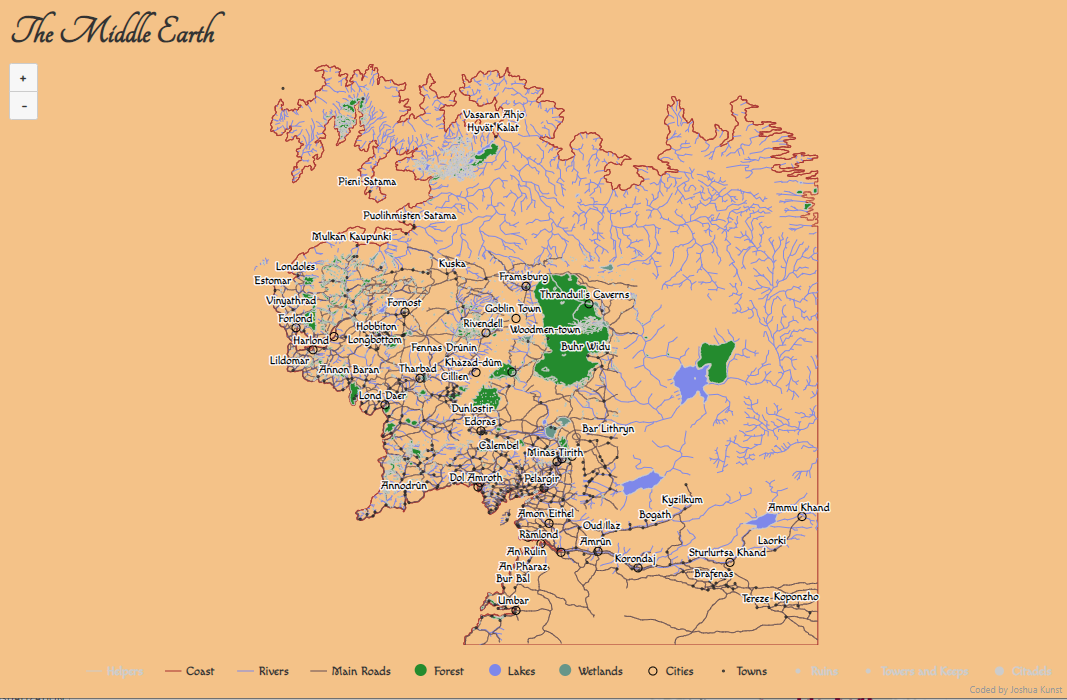 The Middle Earth
+
-
Vasaran Ahjo
Hyvät Kalat
Pieni Satama
Puolihmisten Satama
Mulkan Kaupunki
Kuska
Londoles
Estomar
Framsburg
Thranduil's Caverns
Vinyathrad
Fornost
Goblin Town
Forlond
Hobbiton
Rivendell
Woodmen-town
Harlond
Longbottom
Fennas Drúnin
Buhr Widu
Lildomar
Annon Baran
Tharbad
Khazad-dûm
Cillien
Lond Daer
Dunlostir
Edoras
Bar Lithryn
Calembel
Minas Tirith
Annodrûn
Dol Amroth
Pelargir
Kuzilkum
Bogath
Ammu Khand
Amon Eithel
Oud Ilaz
Ramlond
Amrûn
Laorki
An Rûlin
Korondaj
Sturlurtsa Khand
An Pharaz
Brafenas
Bur Bâl
Umbar
Tereze
Koponzho
Helpers
Coast
Rivers
Main Roads
Forest
Lakes
Wetlands
Cities
Towns
Ruins
Towers and Keeps
Citadels
Coded by Joshua Kunst